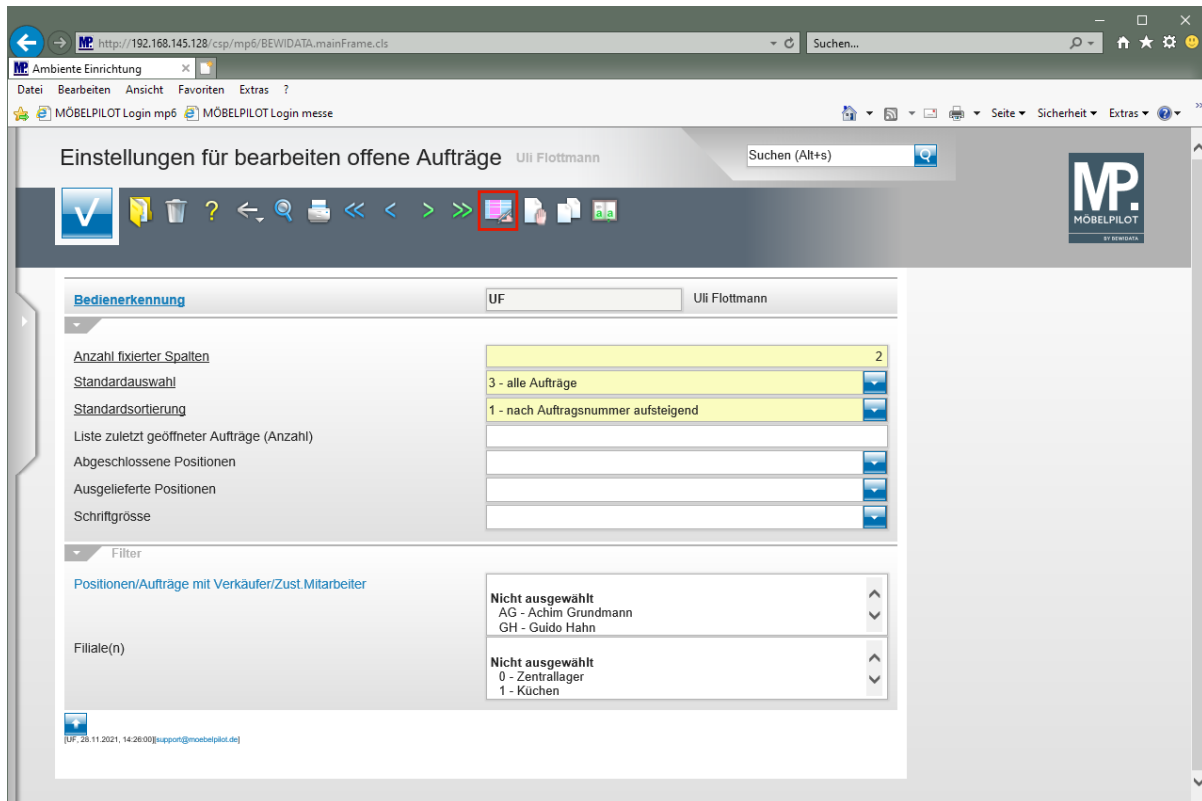 http://192.168.145.128/csp/mp6/BEWIDATA.mainFrame.cls
Suchen...
Ambiente Einrichtung
Datei Bearbeiten Ansicht Favoriten Extras ?
MÖBELPILOT Login mp6 MÖBELPILOT Login messe
Seite Sicherheit Extras
Einstellungen für bearbeiten offene Aufträge Uli Flottmann
Suchen (Alt+s)
MP.
MÖBELPILOT
BY BEWIDATA
Bedienerkennung UF Uli Flottmann
Anzahl fixierter Spalten 2
Standardauswahl 3 - alle Aufträge
Standardsortierung 1 - nach Auftragsnummer aufsteigend
Liste zuletzt geöffneter Aufträge (Anzahl)
Abgeschlossene Positionen
Ausgelieferte Positionen
Schriftgrösse
Filter
Positionen/Aufträge mit Verkäufer/Zust.Mitarbeiter
Nicht ausgewählt
AG - Achim Grundmann
GH - Guido Hahn
Filiale(n)
Nicht ausgewählt
0 - Zentrallager
1 - Küchen
[UF, 28.11.2021, 14:26:00][support@moebelpilot.de]